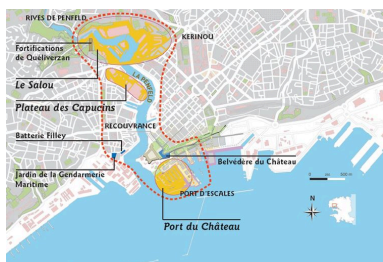 RIVES DE PENFELD
KERINOU
Fortifications
de Quéliverzan
Le Salou
LA PENFELD
Plateau des Capucins
RECOUVRANCE
Batterie Filley
Belvédère du Château
Jardin de la Gendarmerie
Maritime
PORT D'ESCALES
Port du Château
N